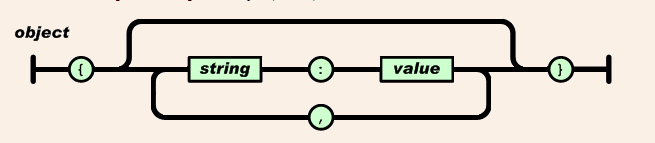 object
{ string : value }
,